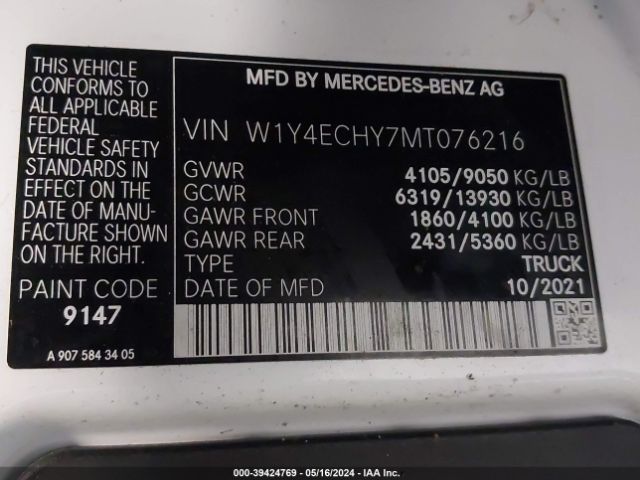 THIS VEHICLE
CONFORMS TO
ALL APPLICABLE
FEDERAL
VEHICLE SAFETY
STANDARDS IN
EFFECT ON THE
DATE OF MANU-
FACTURE SHOWN
ON THE RIGHT.
PAINT CODE
9147
A 907 584 34 05
MFD BY MERCEDES-BENZ AG
VIN W1Y4ECHY7MT076216
GVWR 4105/9050 KG/LB
GCWR 6319/13930 KG/LB
GAWR FRONT 1860/4100 KG/LB
GAWR REAR 2431/5360 KG/LB
TYPE TRUCK
DATE OF MFD 10/2021
000-39424769 - 05/16/2024 - IAA Inc.